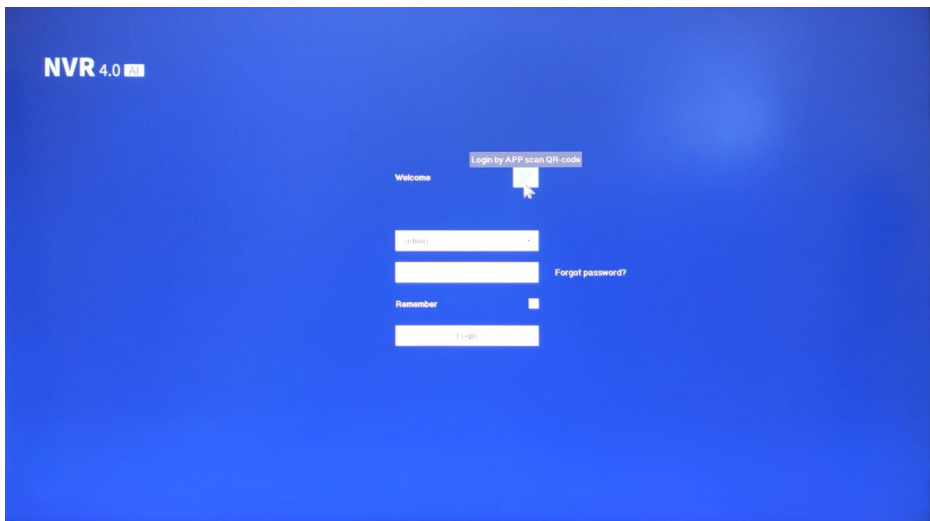 NVR 4.0 AI
Login by APP scan QR-code
Welcome
admin
Forgot password?
Remember
Login